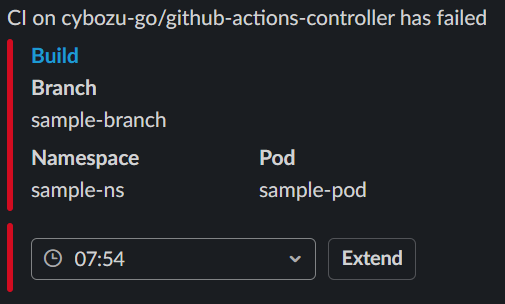 CI on cybozu-go/github-actions-controller has failed
Build
Branch
sample-branch
Namespace Pod
sample-ns sample-pod
07:54 Extend